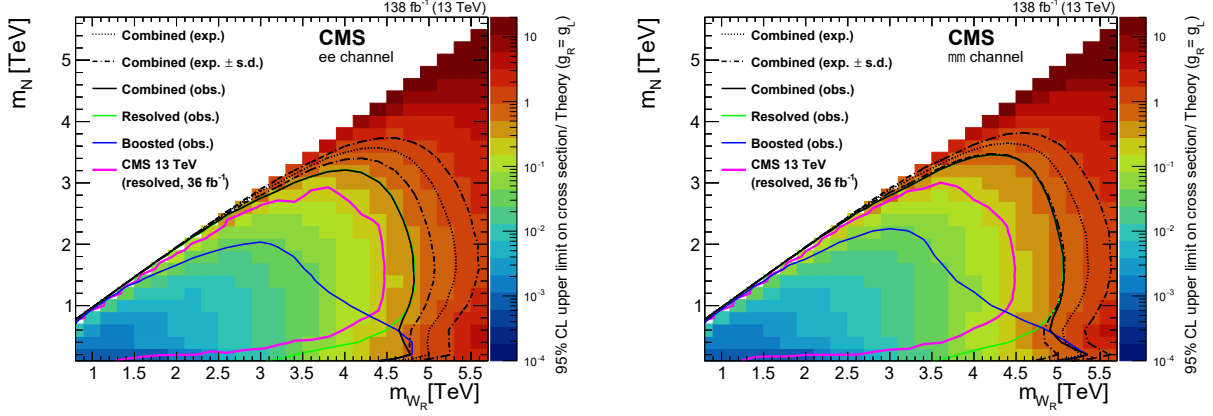 138 fb⁻¹ (13 TeV)
m_N [TeV]
5
4
3
2
1
Combined (exp.)
Combined (exp. ± s.d.)
Combined (obs.)
Resolved (obs.)
Boosted (obs.)
CMS 13 TeV
(resolved, 36 fb⁻¹)
CMS
ee channel
1 1.5 2 2.5 3 3.5 4 4.5 5 5.5
m_{W_R} [TeV]
10
1
10⁻¹
10⁻²
10⁻³
10⁻⁴
95% CL upper limit on cross section/ Theory (g_R = g_L)
138 fb⁻¹ (13 TeV)
m_N [TeV]
5
4
3
2
1
Combined (exp.)
Combined (exp. ± s.d.)
Combined (obs.)
Resolved (obs.)
Boosted (obs.)
CMS 13 TeV
(resolved, 36 fb⁻¹)
CMS
mm channel
1 1.5 2 2.5 3 3.5 4 4.5 5 5.5
m_{W_R} [TeV]
10
1
10⁻¹
10⁻²
10⁻³
10⁻⁴
95% CL upper limit on cross section/ Theory (g_R = g_L)